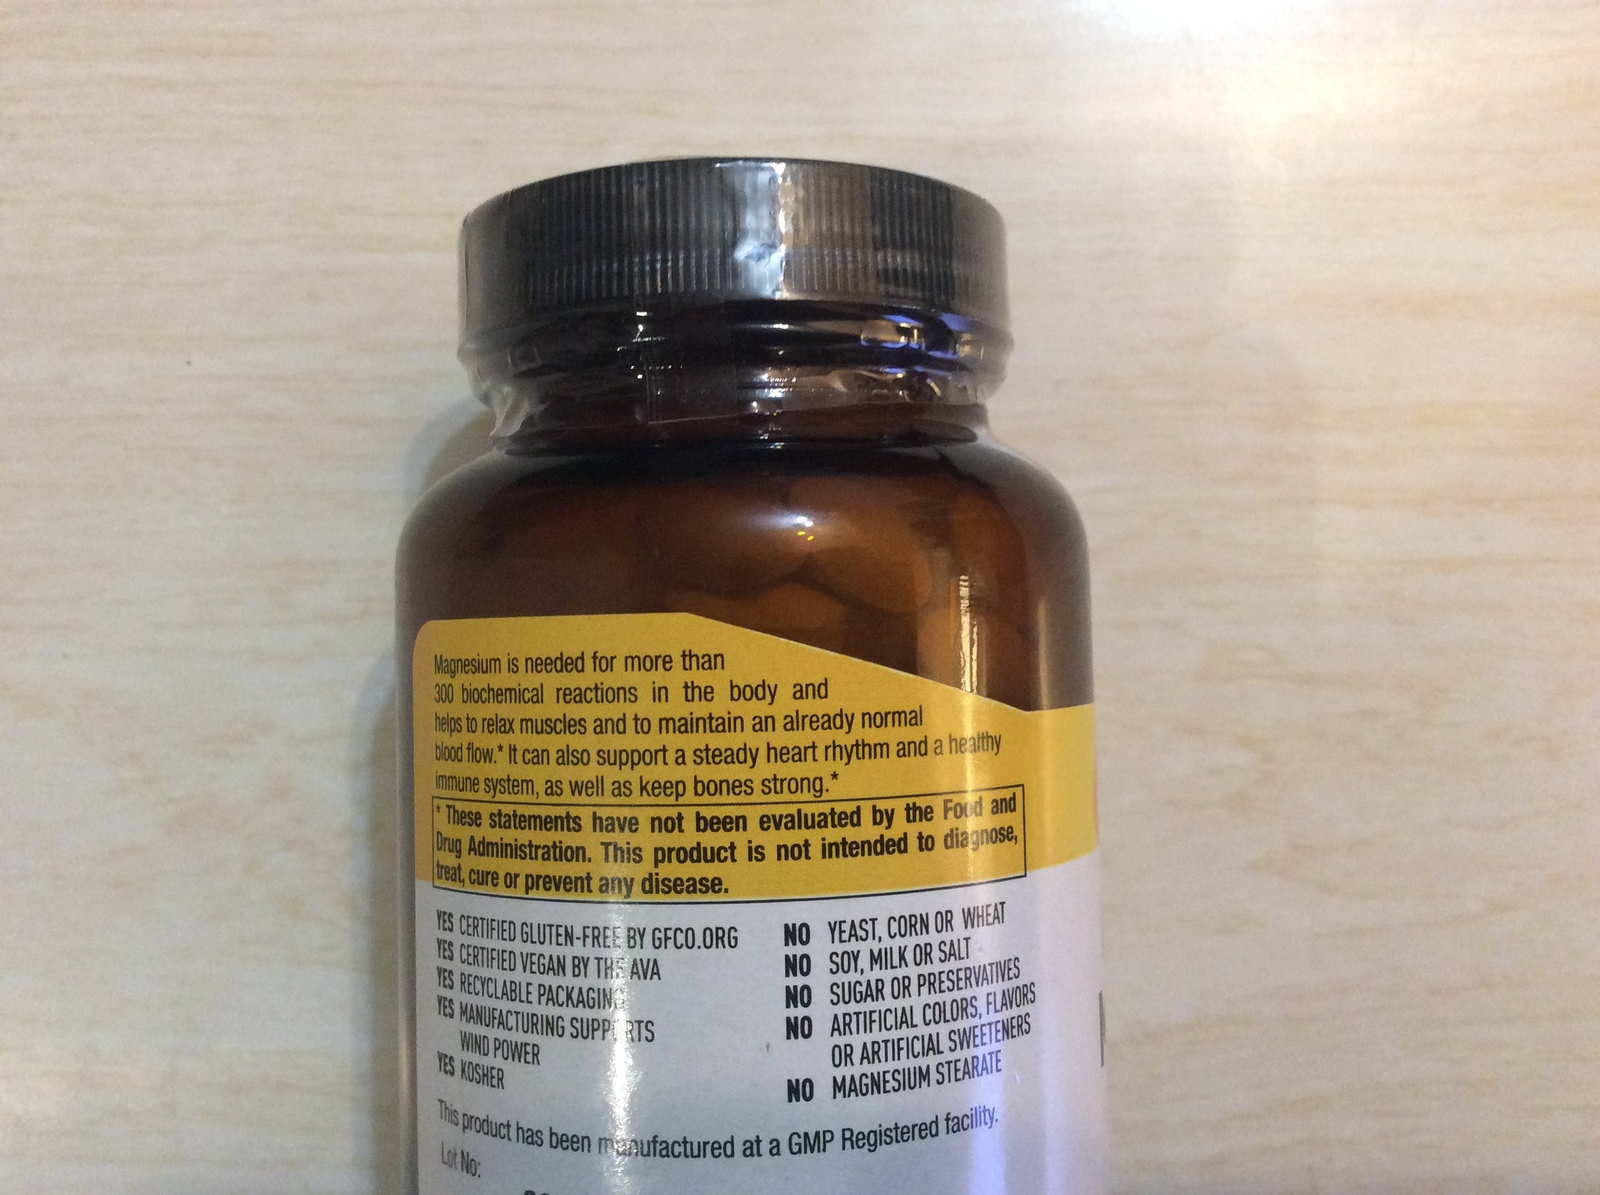 Magnesium is needed for more than
300 biochemical reactions in the body and
helps to relax muscles and to maintain an already normal
blood flow.* It can also support a steady heart rhythm and a healthy
immune system, as well as keep bones strong.*
* These statements have not been evaluated by the Food and
Drug Administration. This product is not intended to diagnose,
treat, cure or prevent any disease.
YES CERTIFIED GLUTEN-FREE BY GFCO.ORG
YES CERTIFIED VEGAN BY THE AVA
YES RECYCLABLE PACKAGING
YES MANUFACTURING SUPPORTS
WIND POWER
YES KOSHER
NO YEAST, CORN OR WHEAT
NO SOY, MILK OR SALT
NO SUGAR OR PRESERVATIVES
NO ARTIFICIAL COLORS, FLAVORS
OR ARTIFICIAL SWEETENERS
NO MAGNESIUM STEARATE
This product has been manufactured at a GMP Registered facility.
Lot No: